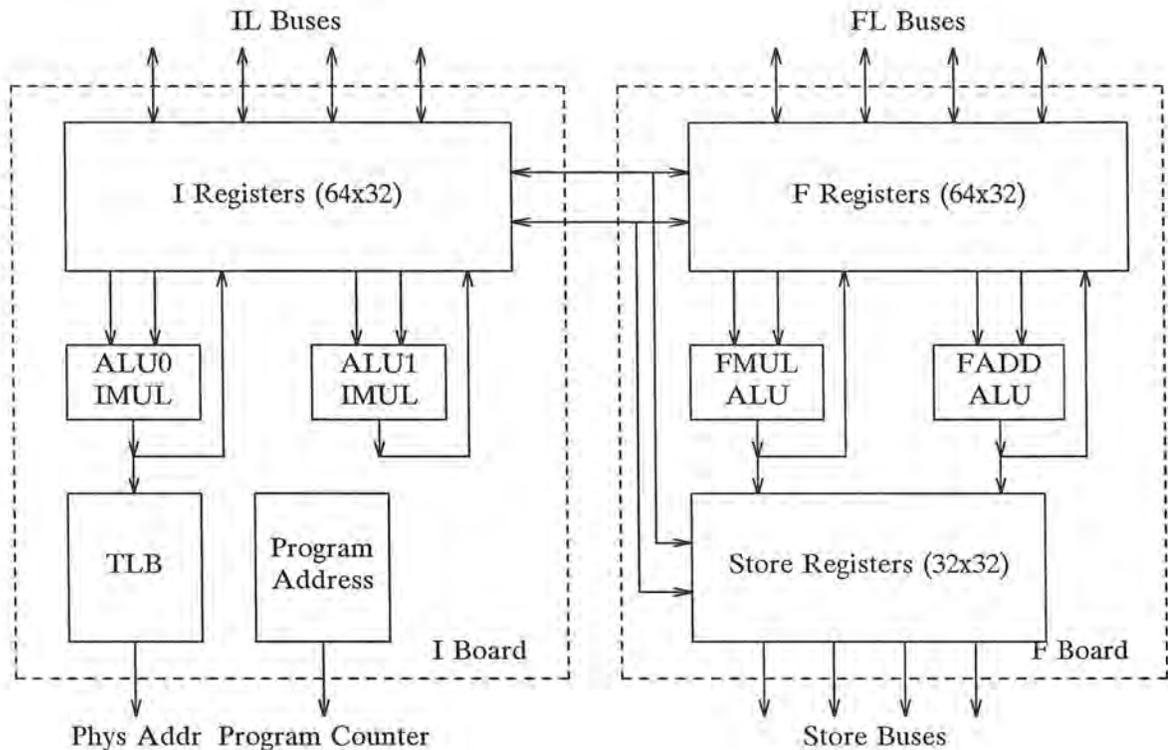 IL Buses
FL Buses
I Registers (64x32)
F Registers (64x32)
ALU0
IMUL
ALU1
IMUL
FMUL
ALU
FADD
ALU
TLB
Program
Address
Store Registers (32x32)
I Board
F Board
Phys Addr
Program Counter
Store Buses